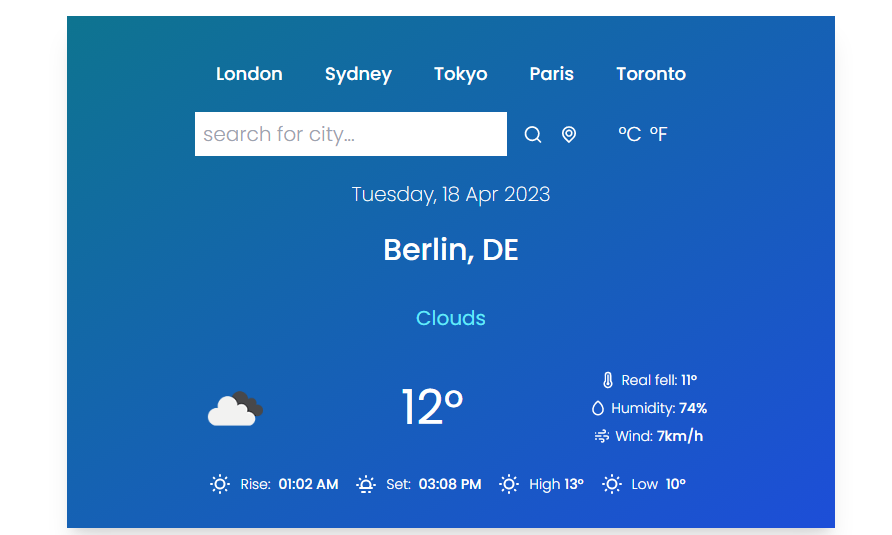 London Sydney Tokyo Paris Toronto
search for city... °C °F
Tuesday, 18 Apr 2023
Berlin, DE
Clouds
12°
Real fell: 11°
Humidity: 74%
Wind: 7km/h
Rise: 01:02 AM Set: 03:08 PM High 13° Low 10°